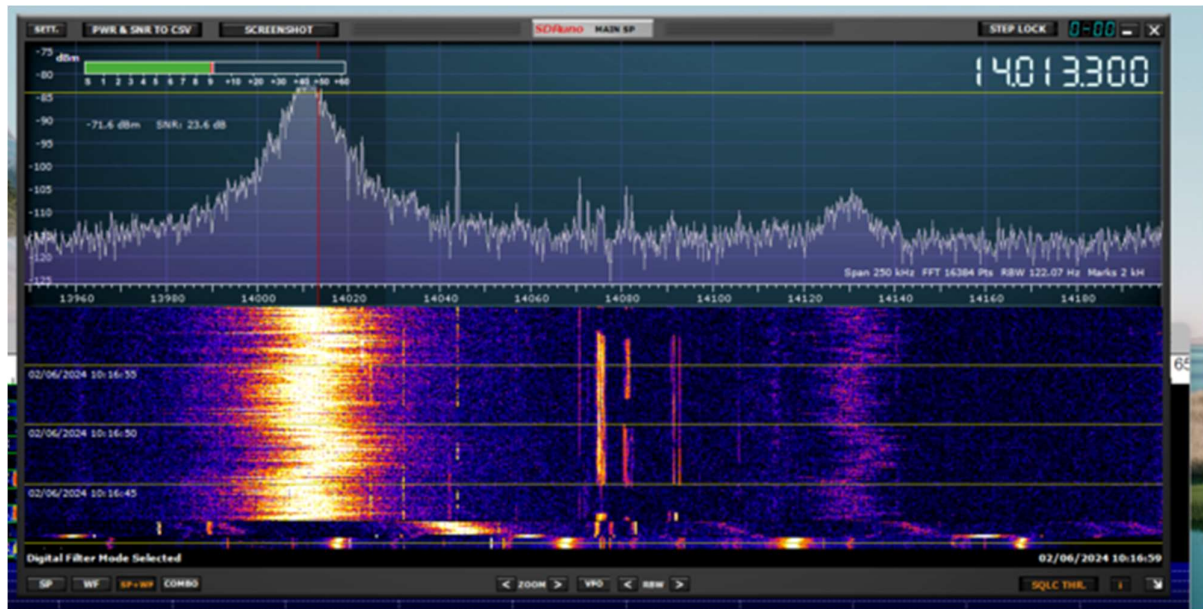 SETT. PWR & SNR TO CSV SCREENSHOT SDRuno MAIN SP STEP LOCK 0-00
-75 dBm
14.013.300
-80
S 1 2 3 4 5 6 7 8 9 +10 +20 +30 +40 +50 +60
-85
-90 -71.6 dBm SNR: 23.6 dB
-95
-100
-105
-110
-115
-120
Span 250 kHz FFT 16384 Pts RBW 122.07 Hz Marks 2 kH
-125
13960 13980 14000 14020 14040 14060 14080 14100 14120 14140 14160 14180
65
02/06/2024 10:16:55
02/06/2024 10:16:50
02/06/2024 10:16:45
Digital Filter Mode Selected 02/06/2024 10:16:59
SP WF SP+WF COMBO < ZOOM > VFO < RBW > SQLC THR. i